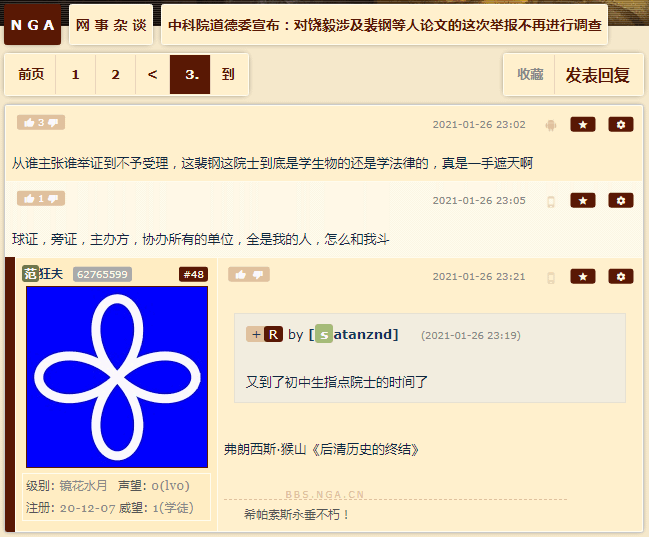 NGA 网事杂谈 中科院道德委宣布：对饶毅涉及裴钢等人论文的这次举报不再进行调查
前页 1 2 < 3. 到 收藏 发表回复
3 2021-01-26 23:02
从谁主张谁举证到不予受理，这裴钢这院士到底是学生物的还是学法律的，真是一手遮天啊
1 2021-01-26 23:05
球证，旁证，主办方，协办所有的单位，全是我的人，怎么和我斗
范狂夫 62765599 #48 2021-01-26 23:21
+ R by [satanznd] (2021-01-26 23:19)
又到了初中生指点院士的时间了
弗朗西斯·猴山《后清历史的终结》
级别: 镜花水月 声望: 0(lv0)
注册: 20-12-07 威望: 1(学徒)
BBS.NGA.CN
希帕索斯永垂不朽！